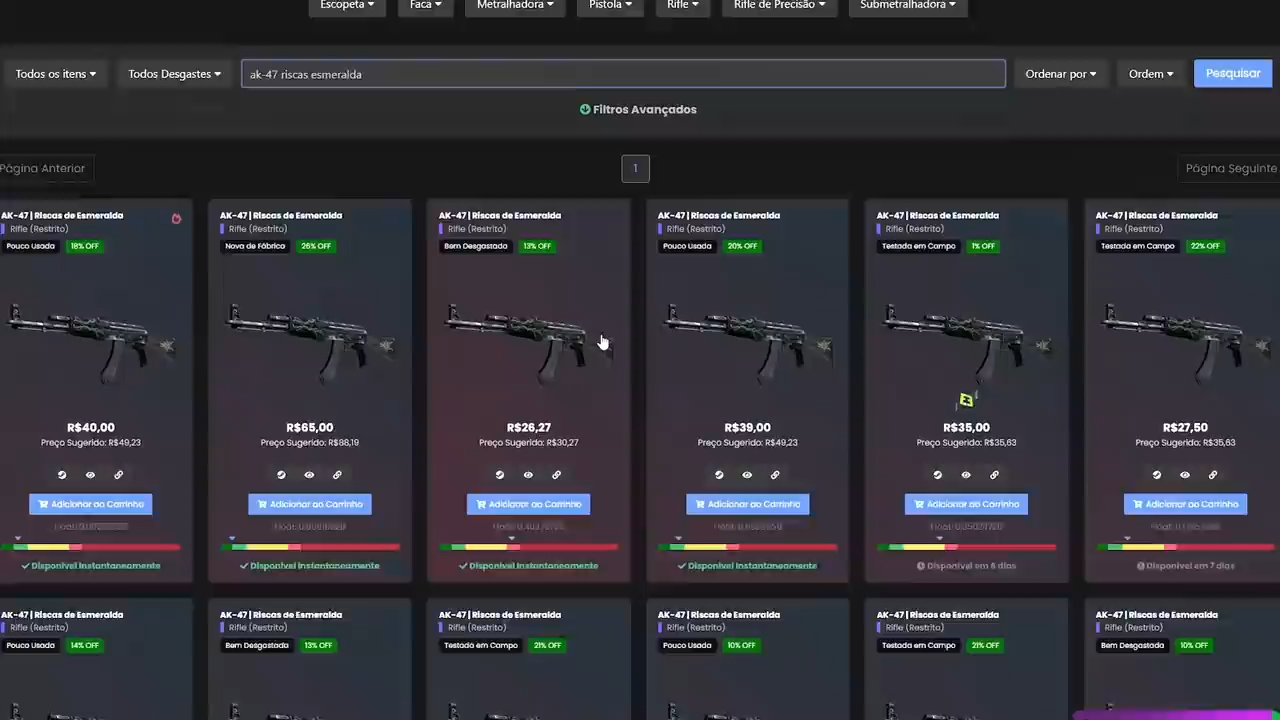 Escopeta Faca Metralhadora Pistola Rifle Rifle de Precisão Submetralhadora
Todos os itens Todos Desgastes ak-47 riscas esmeralda Ordenar por Ordem Pesquisar
Filtros Avançados
Página Anterior 1 Página Seguinte
AK-47 | Riscas de Esmeralda AK-47 | Riscas de Esmeralda AK-47 | Riscas de Esmeralda AK-47 | Riscas de Esmeralda AK-47 | Riscas de Esmeralda AK-47 | Riscas de Esmeralda
Rifle (Restrito) Rifle (Restrito) Rifle (Restrito) Rifle (Restrito) Rifle (Restrito) Rifle (Restrito)
Pouco Usada 18% OFF Nova de Fábrica 26% OFF Bem Desgastada 13% OFF Pouco Usada 20% OFF Testada em Campo 1% OFF Testada em Campo 22% OFF
R$40,00 R$65,00 R$26,27 R$39,00 R$35,00 R$27,50
Preço Sugerido: R$49,23 Preço Sugerido: R$88,19 Preço Sugerido: R$30,27 Preço Sugerido: R$49,23 Preço Sugerido: R$35,63 Preço Sugerido: R$35,63
Adicionar ao Carrinho Adicionar ao Carrinho Adicionar ao Carrinho Adicionar ao Carrinho Adicionar ao Carrinho Adicionar ao Carrinho
Disponível Instantaneamente Disponível Instantaneamente Disponível Instantaneamente Disponível Instantaneamente Disponível em 6 dias Disponível em 7 dias
AK-47 | Riscas de Esmeralda AK-47 | Riscas de Esmeralda AK-47 | Riscas de Esmeralda AK-47 | Riscas de Esmeralda AK-47 | Riscas de Esmeralda AK-47 | Riscas de Esmeralda
Rifle (Restrito) Rifle (Restrito) Rifle (Restrito) Rifle (Restrito) Rifle (Restrito) Rifle (Restrito)
Pouco Usada 14% OFF Bem Desgastada 13% OFF Testada em Campo 21% OFF Pouco Usada 10% OFF Testada em Campo 21% OFF Bem Desgastada 10% OFF